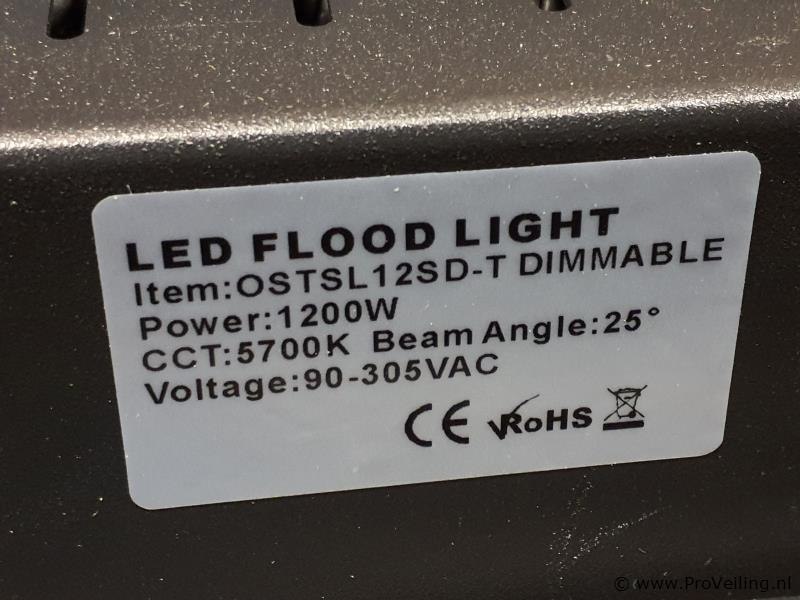 LED FLOOD LIGHT
Item:OSTSL12SD-T DIMMABLE
Power:1200W
CCT:5700K Beam Angle:25°
Voltage:90-305VAC
CE RoHS
© www.ProVeiling.nl